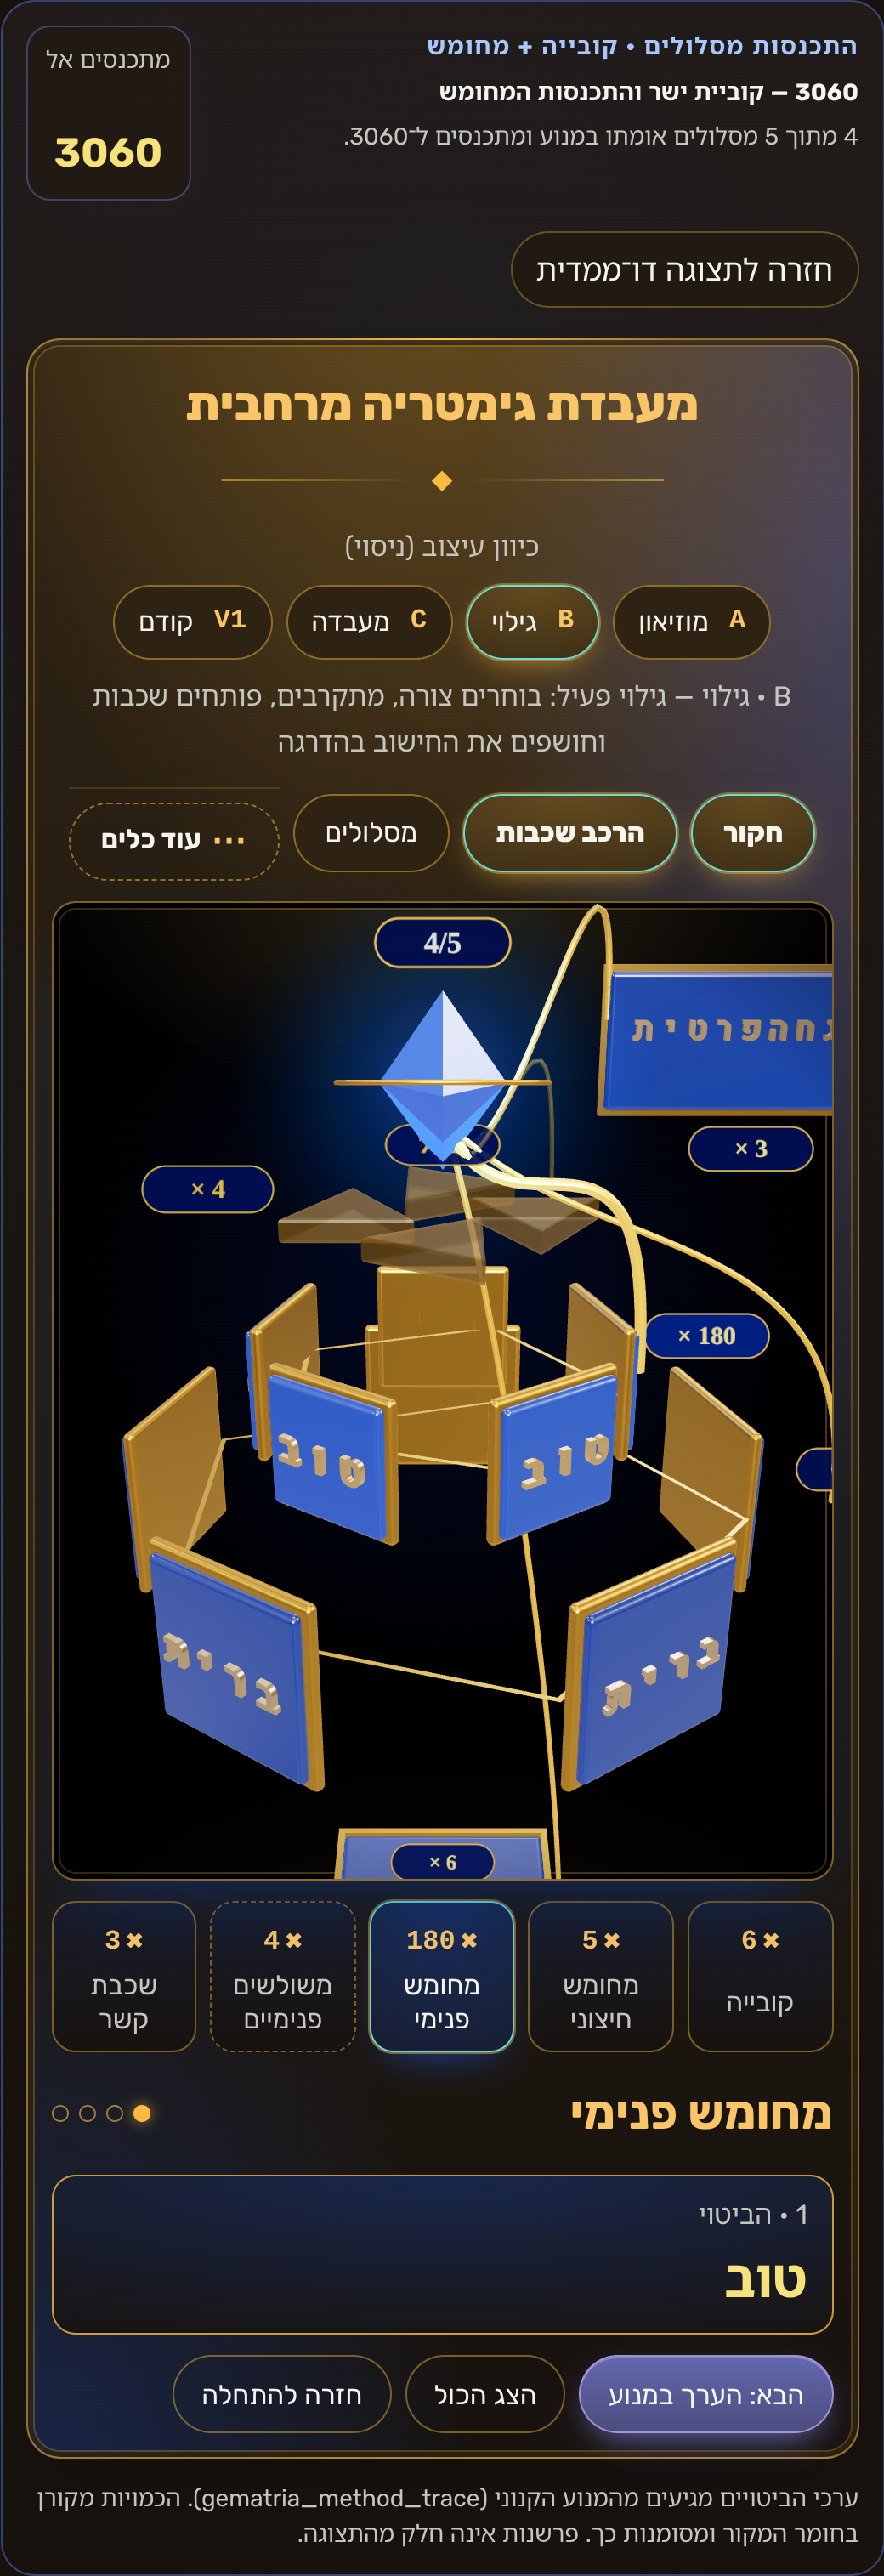 התכנסות מסלולים • קובייה + מחומש
3060 – קוביית ישר והתכנסות המחומש
4 מתוך 5 מסלולים אומתו במנוע ומתכנסים ל־3060.
מתכנסים אל
3060
חזרה לתצוגה דו־ממדית
מעבדת גימטריה מרחבית
כיוון עיצוב (ניסוי)
A מוזיאון
B גילוי
C מעבדה
V1 קודם
B • גילוי – גילוי פעיל: בוחרים צורה, מתקרבים, פותחים שכבות
וחושפים את החישוב בהדרגה
חקור
הרכב שכבות
מסלולים
⋯ עוד כלים
4/5
חהפרטית
× 3
× 4
× 180
טוב
טוב
ברית
ברית
× 6
6 ✖
קובייה
5 ✖
מחומש
חיצוני
180 ✖
מחומש
פנימי
4 ✖
משולשים
פנימיים
3 ✖
שכבת
קשר
מחומש פנימי
1 • הביטוי
טוב
הבא: הערך במנוע
הצג הכול
חזרה להתחלה
ערכי הביטויים מגיעים מהמנוע הקנוני (gematria_method_trace). הכמויות מקורן
בחומר המקור ומסומנות כך. פרשנות אינה חלק מהתצוגה.